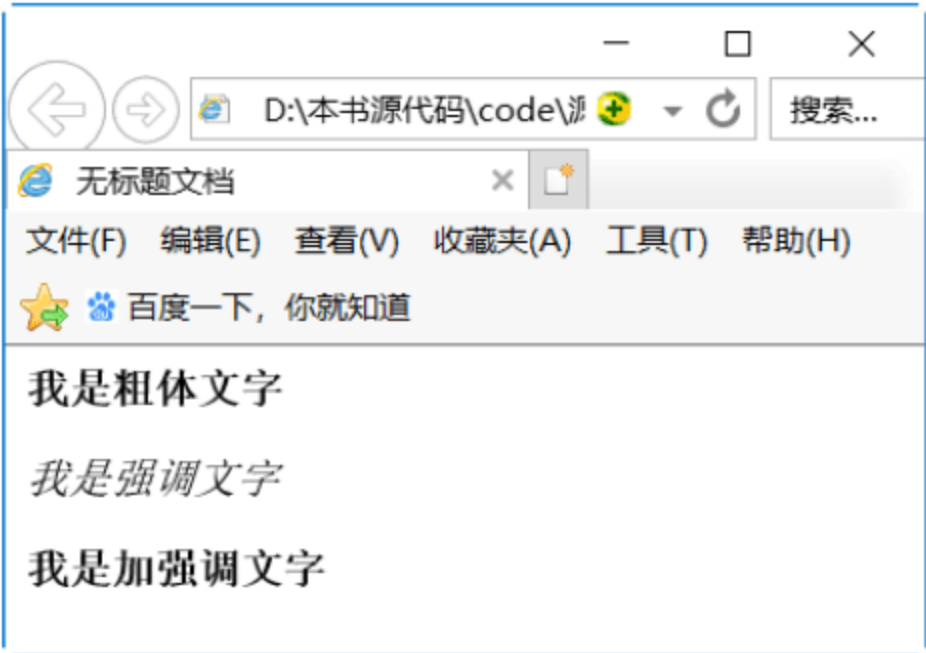 D:\本书源代码\code\源
搜索...
无标题文档
文件(F) 编辑(E) 查看(V) 收藏夹(A) 工具(T) 帮助(H)
百度一下，你就知道
我是粗体文字
我是强调文字
我是加强调文字